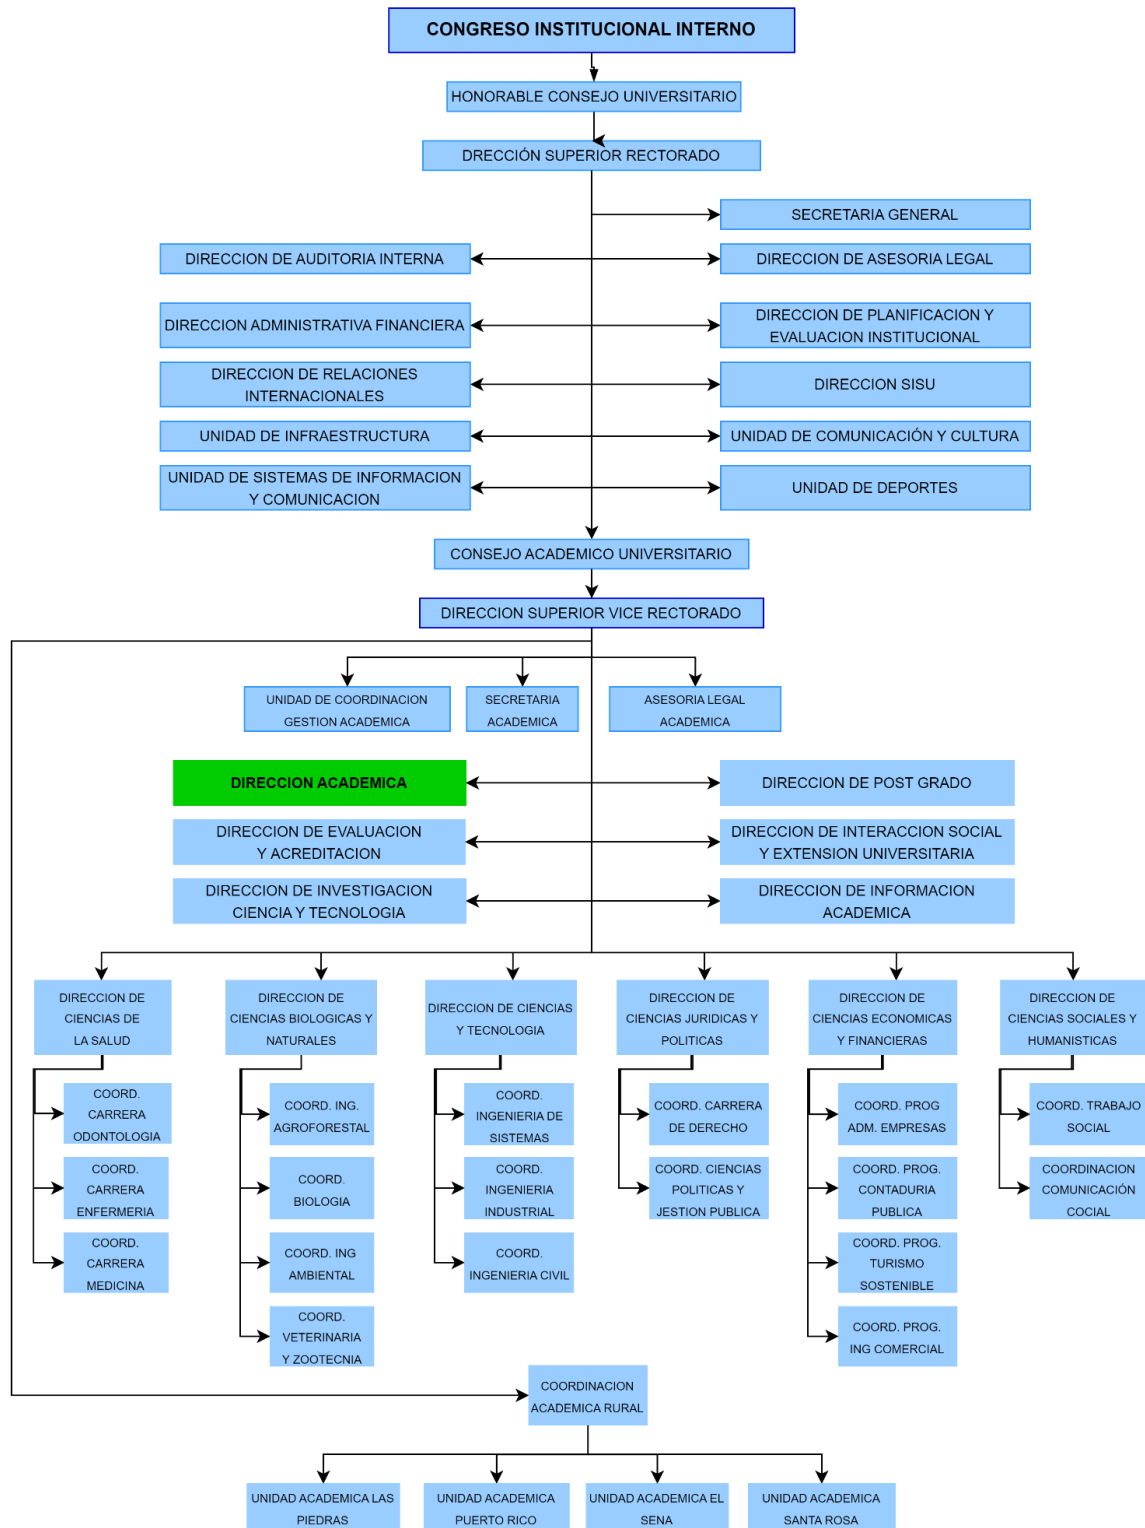 CONGRESO INSTITUCIONAL INTERNO
HONORABLE CONSEJO UNIVERSITARIO
DRECCIÓN SUPERIOR RECTORADO
SECRETARIA GENERAL
DIRECCION DE AUDITORIA INTERNA
DIRECCION DE ASESORIA LEGAL
DIRECCION ADMINISTRATIVA FINANCIERA
DIRECCION DE PLANIFICACION Y
EVALUACION INSTITUCIONAL
DIRECCION DE RELACIONES
INTERNACIONALES
DIRECCION SISU
UNIDAD DE INFRAESTRUCTURA
UNIDAD DE COMUNICACIÓN Y CULTURA
UNIDAD DE SISTEMAS DE INFORMACION
Y COMUNICACION
UNIDAD DE DEPORTES
CONSEJO ACADEMICO UNIVERSITARIO
DIRECCION SUPERIOR VICE RECTORADO
UNIDAD DE COORDINACION
GESTION ACADEMICA
SECRETARIA
ACADEMICA
ASESORIA LEGAL
ACADEMICA
DIRECCION ACADEMICA
DIRECCION DE POST GRADO
DIRECCION DE EVALUACION
Y ACREDITACION
DIRECCION DE INTERACCION SOCIAL
Y EXTENSION UNIVERSITARIA
DIRECCION DE INVESTIGACION
CIENCIA Y TECNOLOGIA
DIRECCION DE INFORMACION
ACADEMICA
DIRECCION DE
CIENCIAS DE
LA SALUD
DIRECCION DE
CIENCIAS BIOLOGICAS Y
NATURALES
DIRECCION DE CIENCIAS
Y TECNOLOGIA
DIRECCION DE
CIENCIAS JURIDICAS Y
POLITICAS
DIRECCION DE
CIENCIAS ECONOMICAS
Y FINANCIERAS
DIRECCION DE
CIENCIAS SOCIALES Y
HUMANISTICAS
COORD.
CARRERA
ODONTOLOGIA
COORD. ING.
AGROFORESTAL
COORD.
INGENIERIA DE
SISTEMAS
COORD. CARRERA
DE DERECHO
COORD. PROG
ADM. EMPRESAS
COORD. TRABAJO
SOCIAL
COORD.
CARRERA
ENFERMERIA
COORD.
BIOLOGIA
COORD.
INGENIERIA
INDUSTRIAL
COORD. CIENCIAS
POLITICAS Y
JESTION PUBLICA
COORD. PROG.
CONTADURIA
PUBLICA
COORDINACION
COMUNICACIÓN
COCIAL
COORD.
CARRERA
MEDICINA
COORD. ING
AMBIENTAL
COORD.
INGENIERIA CIVIL
COORD. PROG.
TURISMO
SOSTENIBLE
COORD.
VETERINARIA
Y ZOOTECNIA
COORD. PROG.
ING COMERCIAL
COORDINACION
ACADEMICA RURAL
UNIDAD ACADEMICA LAS
PIEDRAS
UNIDAD ACADEMICA
PUERTO RICO
UNIDAD ACADEMICA EL
SENA
UNIDAD ACADEMICA
SANTA ROSA